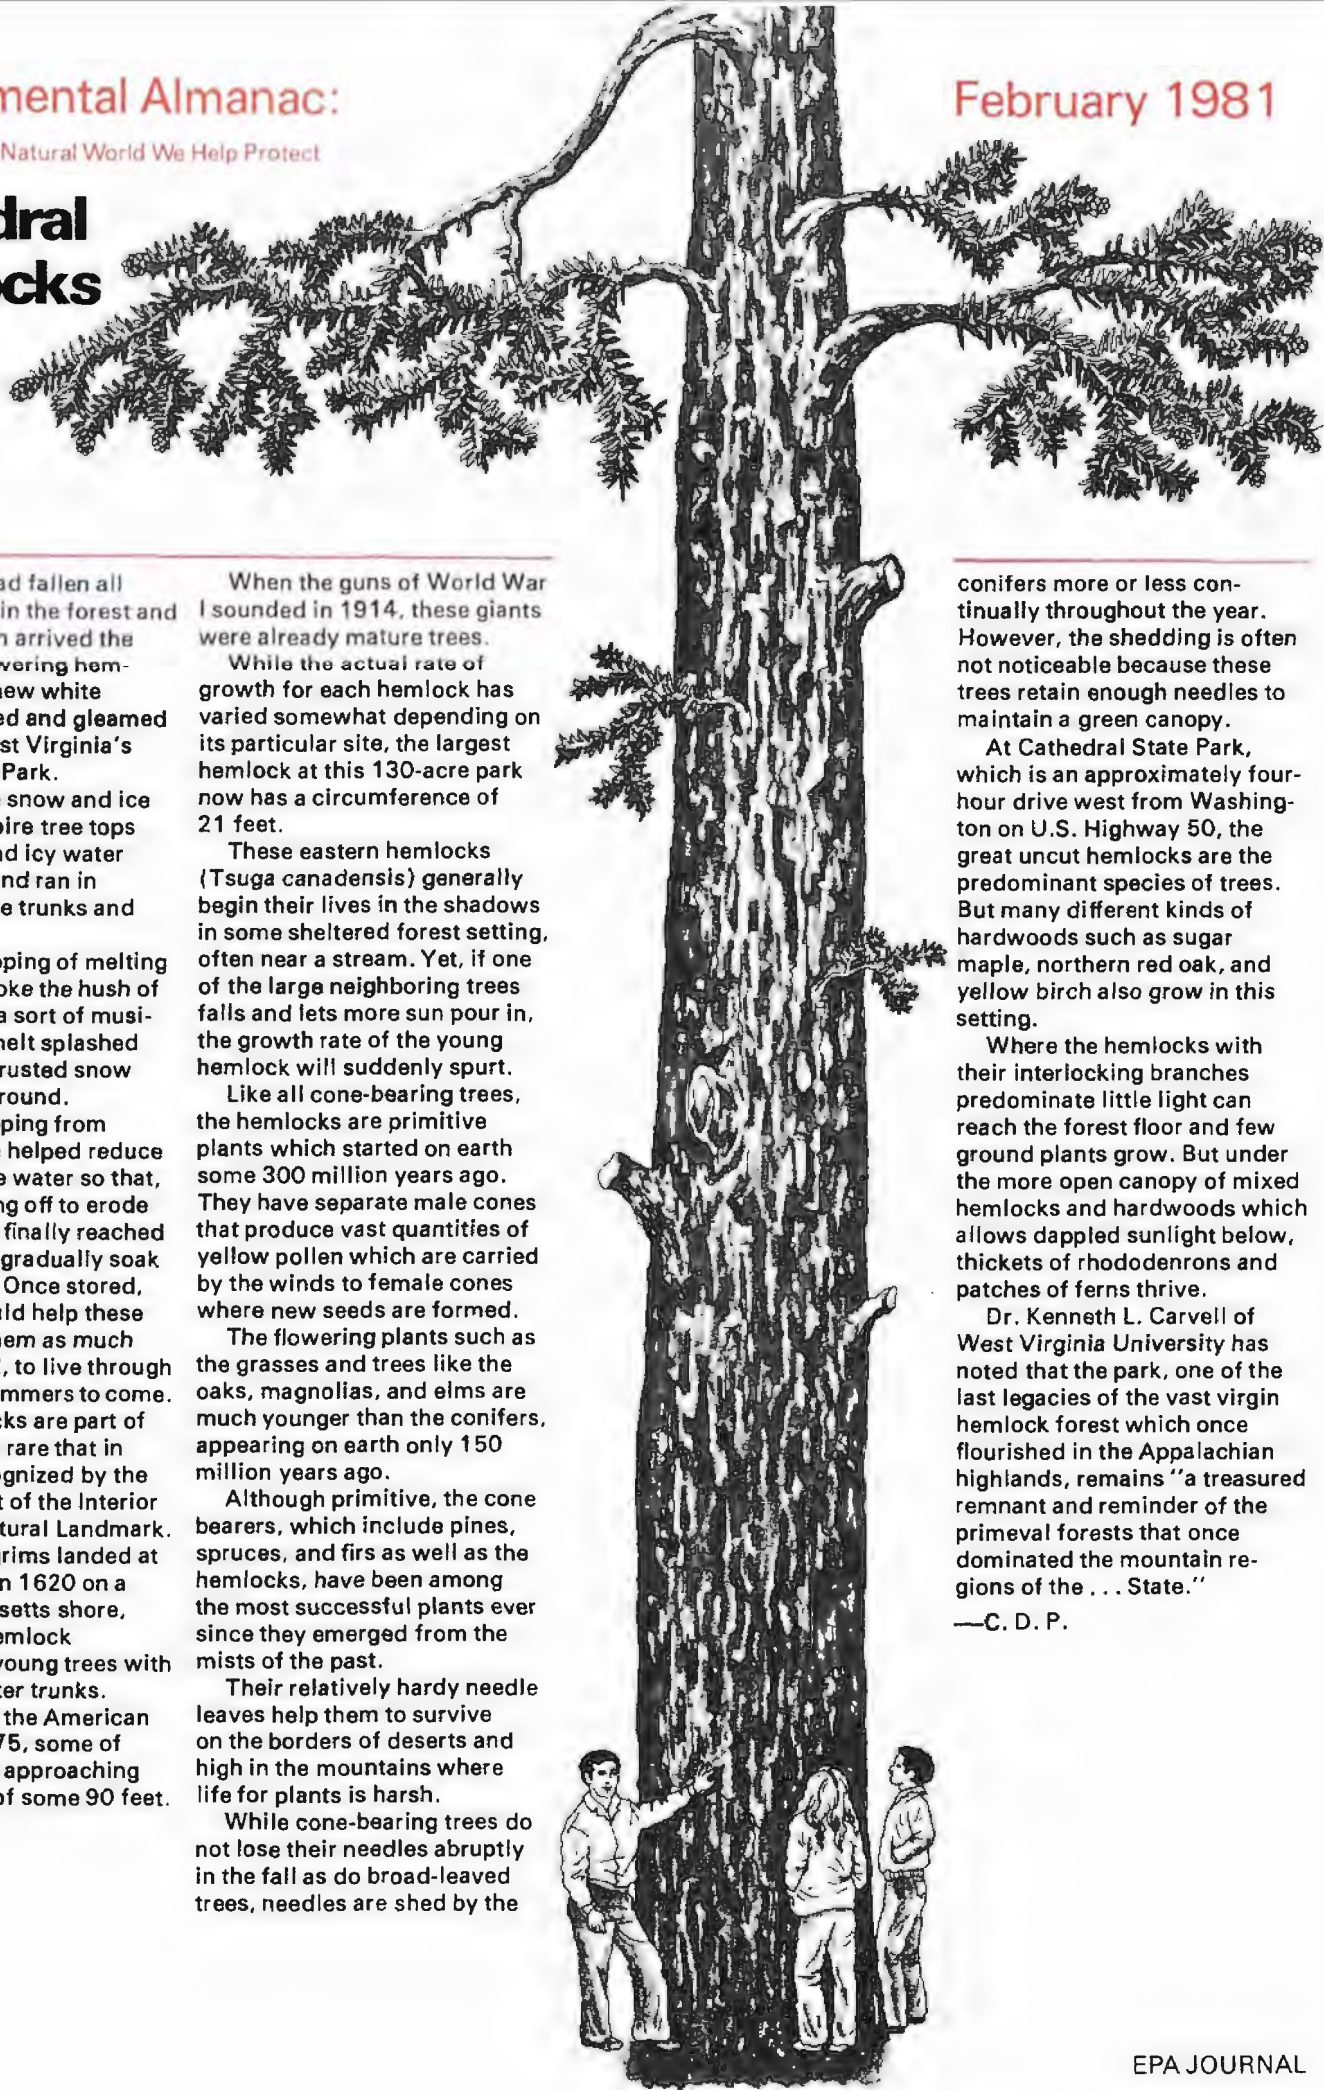 mental Almanac:
Natural World We Help Protect
February 1981
dral
ocks
ad fallen all
in the forest and
n arrived the
wering hem-
new white
ed and gleamed
st Virginia's
Park.
snow and ice
pire tree tops
nd icy water
nd ran in
e trunks and
pping of melting
oke the hush of
a sort of musi-
melt splashed
rusted snow
round.
ping from
helped reduce
e water so that,
ng off to erode
finally reached
gradually soak
Once stored,
uld help these
hem as much
, to live through
mmers to come.
cks are part of
rare that in
ognized by the
t of the Interior
tural Landmark.
grims landed at
n 1620 on a
setts shore,
emlock
young trees with
ter trunks.
the American
75, some of
approaching
of some 90 feet.
When the guns of World War
I sounded in 1914, these giants
were already mature trees.
While the actual rate of
growth for each hemlock has
varied somewhat depending on
its particular site, the largest
hemlock at this 130-acre park
now has a circumference of
21 feet.
These eastern hemlocks
(Tsuga canadensis) generally
begin their lives in the shadows
in some sheltered forest setting,
often near a stream. Yet, if one
of the large neighboring trees
falls and lets more sun pour in,
the growth rate of the young
hemlock will suddenly spurt.
Like all cone-bearing trees,
the hemlocks are primitive
plants which started on earth
some 300 million years ago.
They have separate male cones
that produce vast quantities of
yellow pollen which are carried
by the winds to female cones
where new seeds are formed.
The flowering plants such as
the grasses and trees like the
oaks, magnolias, and elms are
much younger than the conifers,
appearing on earth only 150
million years ago.
Although primitive, the cone
bearers, which include pines,
spruces, and firs as well as the
hemlocks, have been among
the most successful plants ever
since they emerged from the
mists of the past.
Their relatively hardy needle
leaves help them to survive
on the borders of deserts and
high in the mountains where
life for plants is harsh.
While cone-bearing trees do
not lose their needles abruptly
in the fall as do broad-leaved
trees, needles are shed by the
conifers more or less con-
tinually throughout the year.
However, the shedding is often
not noticeable because these
trees retain enough needles to
maintain a green canopy.
At Cathedral State Park,
which is an approximately four-
hour drive west from Washing-
ton on U.S. Highway 50, the
great uncut hemlocks are the
predominant species of trees.
But many different kinds of
hardwoods such as sugar
maple, northern red oak, and
yellow birch also grow in this
setting.
Where the hemlocks with
their interlocking branches
predominate little light can
reach the forest floor and few
ground plants grow. But under
the more open canopy of mixed
hemlocks and hardwoods which
allows dappled sunlight below,
thickets of rhododenrons and
patches of ferns thrive.
Dr. Kenneth L. Carvell of
West Virginia University has
noted that the park, one of the
last legacies of the vast virgin
hemlock forest which once
flourished in the Appalachian
highlands, remains "a treasured
remnant and reminder of the
primeval forests that once
dominated the mountain re-
gions of the . . . State."
—C. D. P.
EPA JOURNAL